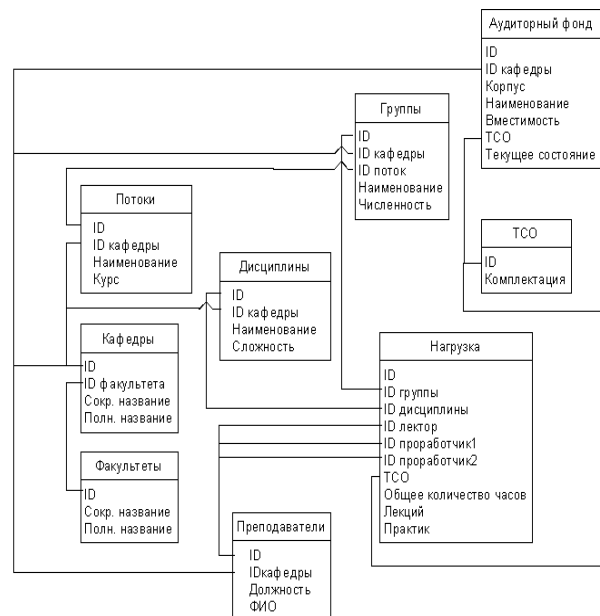 Аудиторный фонд
ID
ID кафедры
Корпус
Наименование
Вместимость
ТСО
Текущее состояние
Группы
ID
ID кафедры
ID поток
Наименование
Численность
Потоки
ID
ID кафедры
Наименование
Курс
ТСО
ID
Комплектация
Дисциплины
ID
ID кафедры
Наименование
Сложность
Кафедры
ID
ID факультета
Сокр. название
Полн. название
Нагрузка
ID
ID группы
ID дисциплины
ID лектор
ID проработчик1
ID проработчик2
ТСО
Общее количество часов
Лекций
Практик
Факультеты
ID
Сокр. название
Полн. название
Преподаватели
ID
IDкафедры
Должность
ФИО